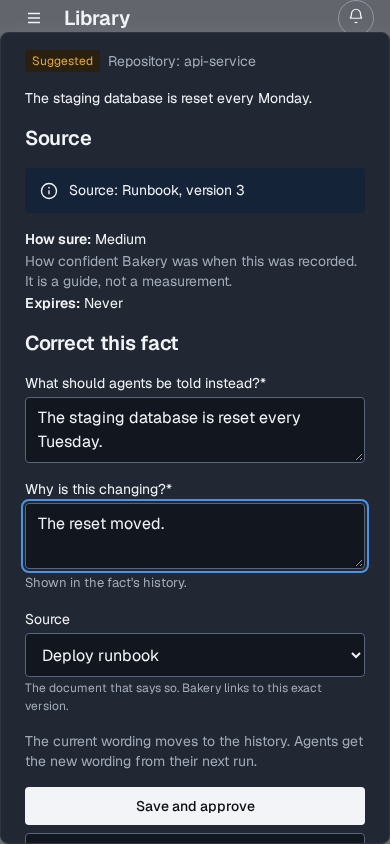 Library
Suggested Repository: api-service
The staging database is reset every Monday.
Source
Source: Runbook, version 3
How sure: Medium
How confident Bakery was when this was recorded.
It is a guide, not a measurement.
Expires: Never
Correct this fact
What should agents be told instead?*
The staging database is reset every
Tuesday.
Why is this changing?*
The reset moved.
Shown in the fact's history.
Source
Deploy runbook
The document that says so. Bakery links to this exact
version.
The current wording moves to the history. Agents get
the new wording from their next run.
Save and approve